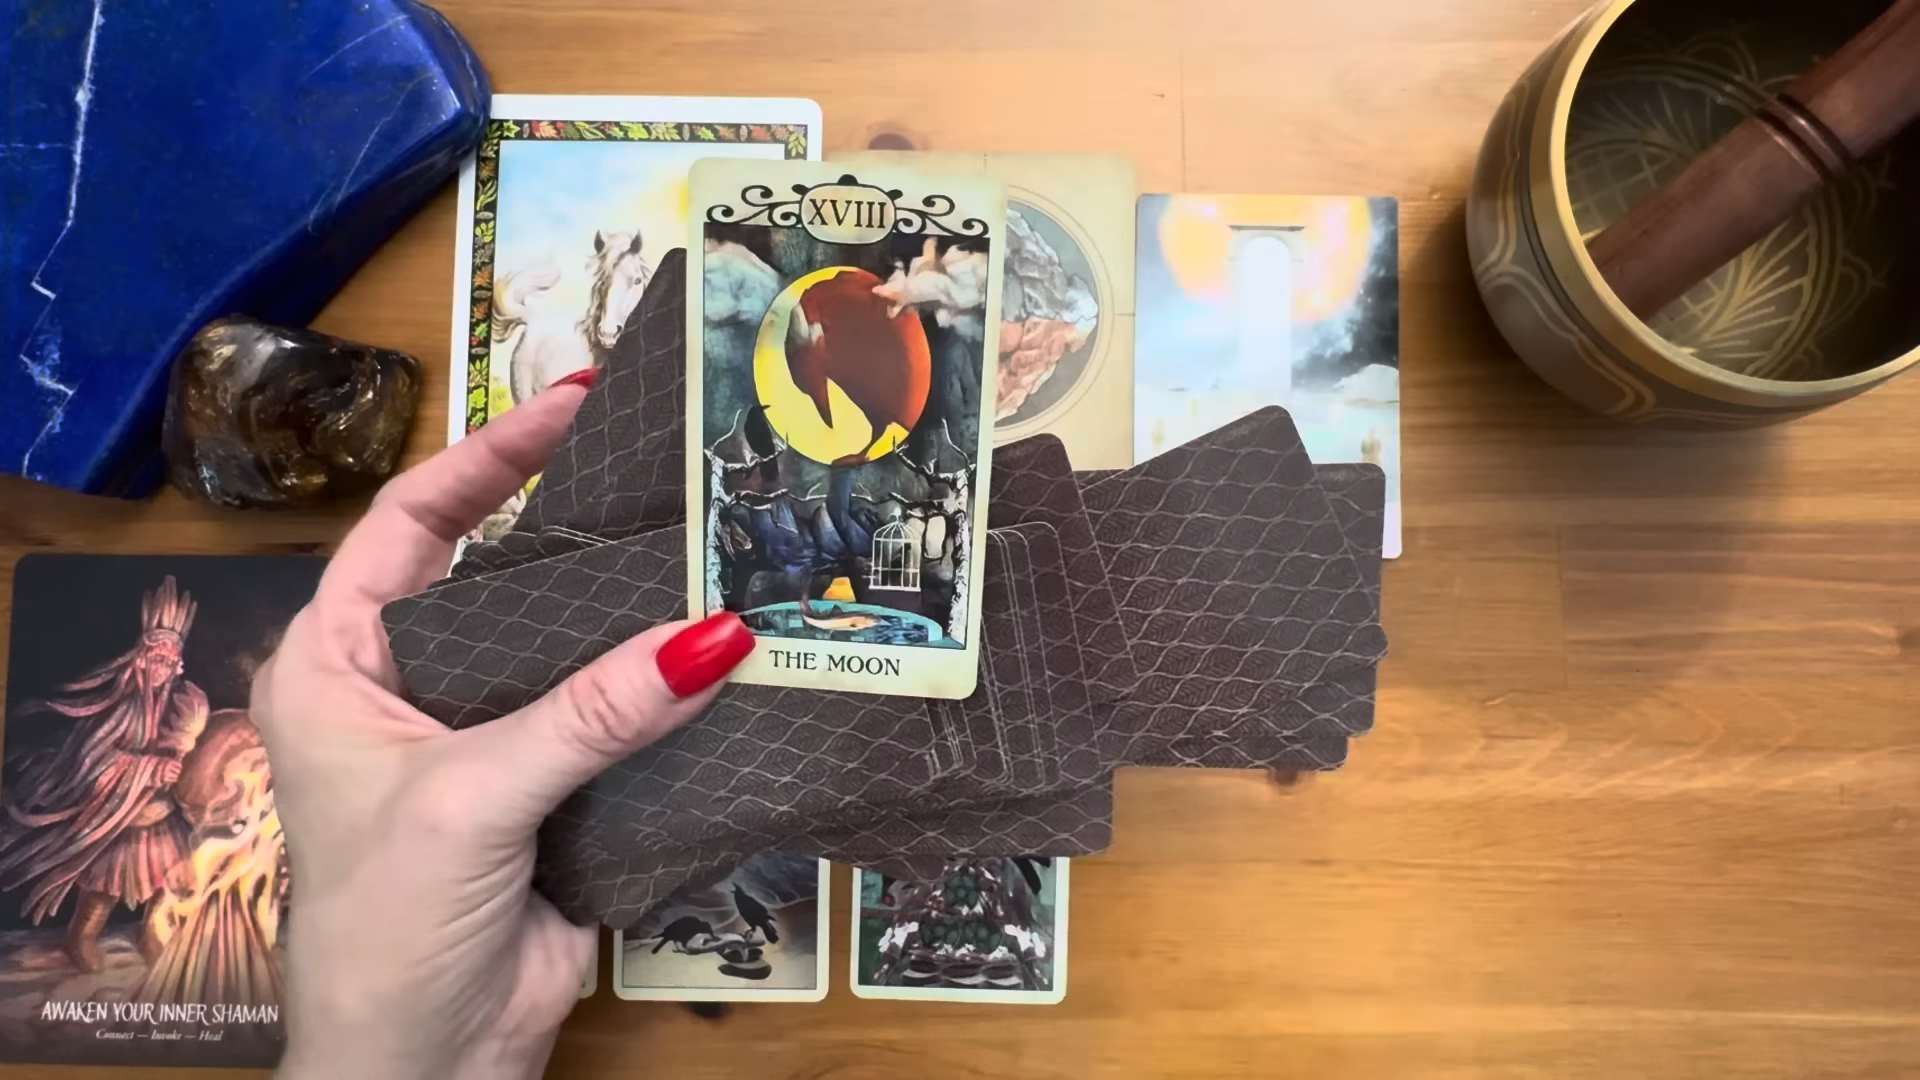 XVIII
THE MOON
AWAKEN YOUR INNER SHAMAN
Connect — Invoke — Heal